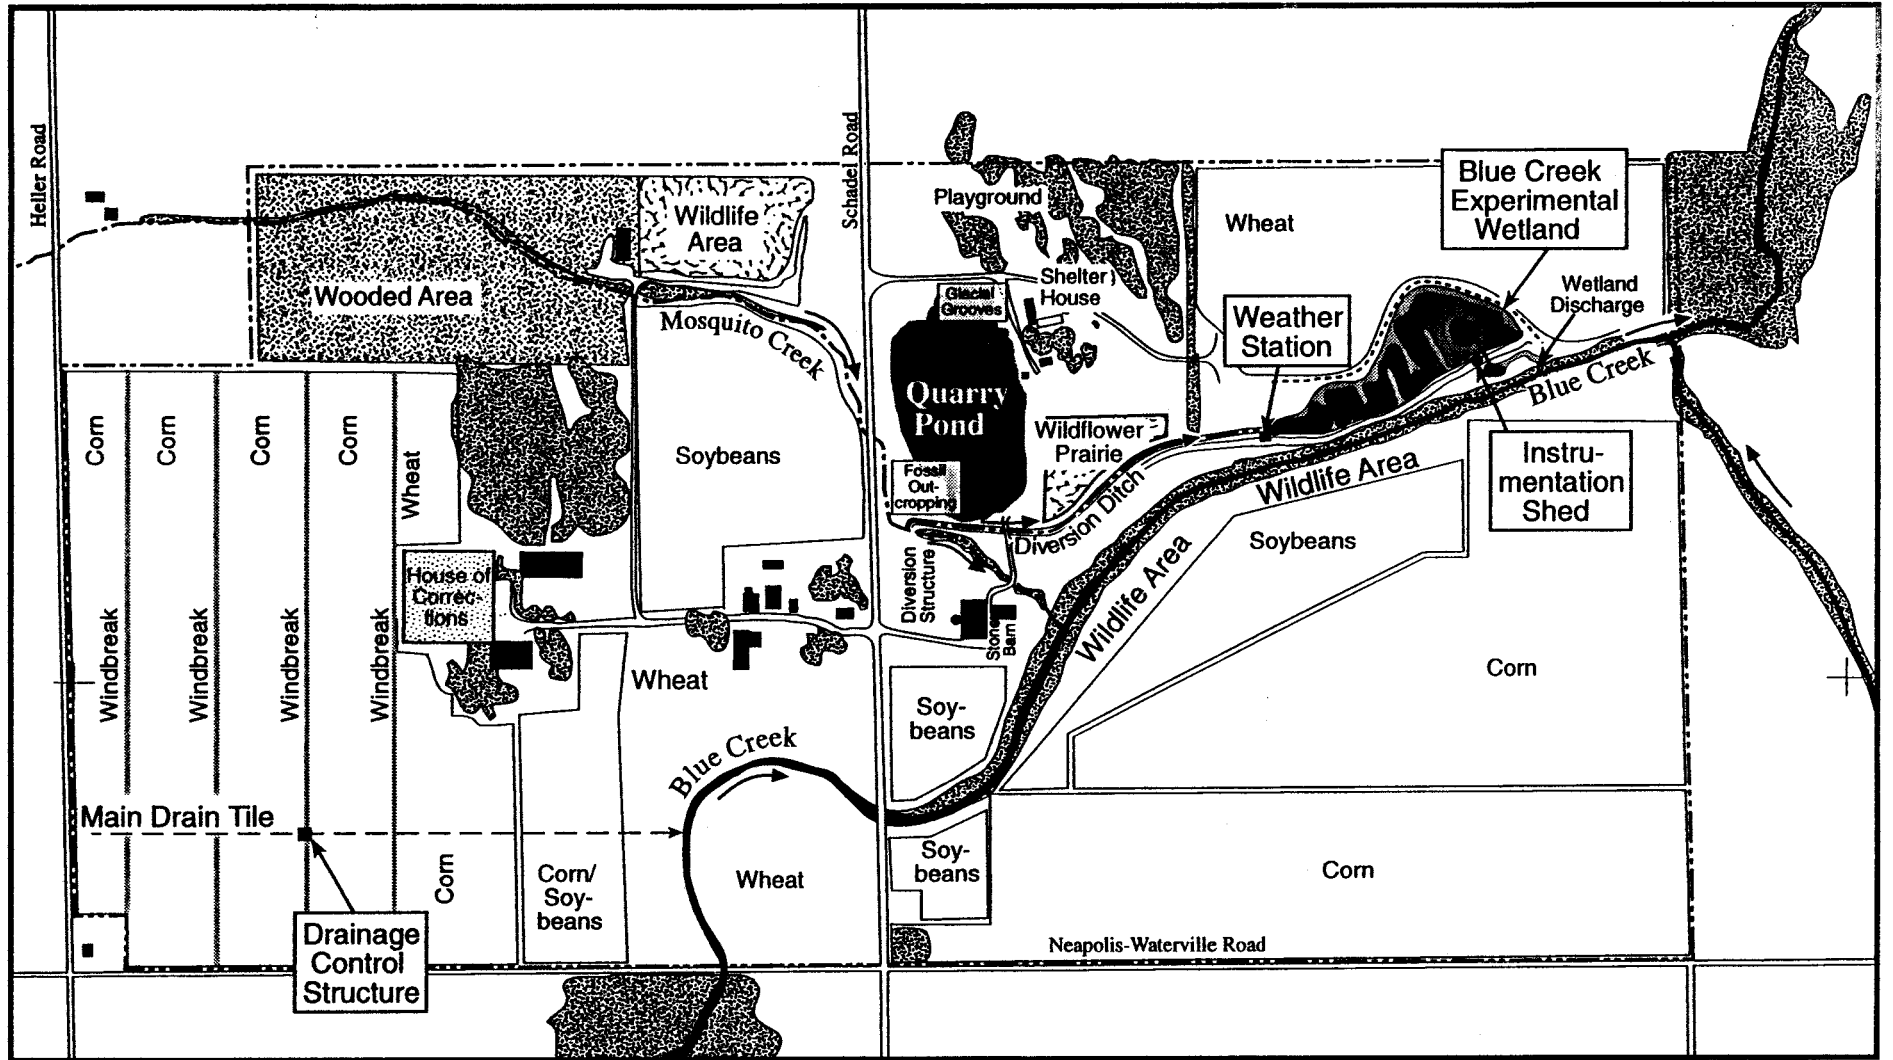 Heller Road
Schadel Road
Blue Creek
Experimental
Wetland
Playground
Wildlife
Area
Wheat
Wooded Area
Mosquito Creek
Shelter
House
Glacial
Grooves
Wetland
Discharge
Weather
Station
Blue Creek
Quarry
Pond
Corn
Corn
Corn
Corn
Wheat
Soybeans
Wildflower
Prairie
Fossil
Out-
cropping
Diversion Ditch
Wildlife Area
Instru-
mentation
Shed
Soybeans
House of
Correc-
tions
Diversion
Structure
Wildlife Area
Stone
Barn
Windbreak
Windbreak
Windbreak
Windbreak
Wheat
Corn
Soy-
beans
Blue Creek
Main Drain Tile
Corn
Corn/
Soy-
beans
Wheat
Soy-
beans
Corn
Drainage
Control
Structure
Neapolis-Waterville Road